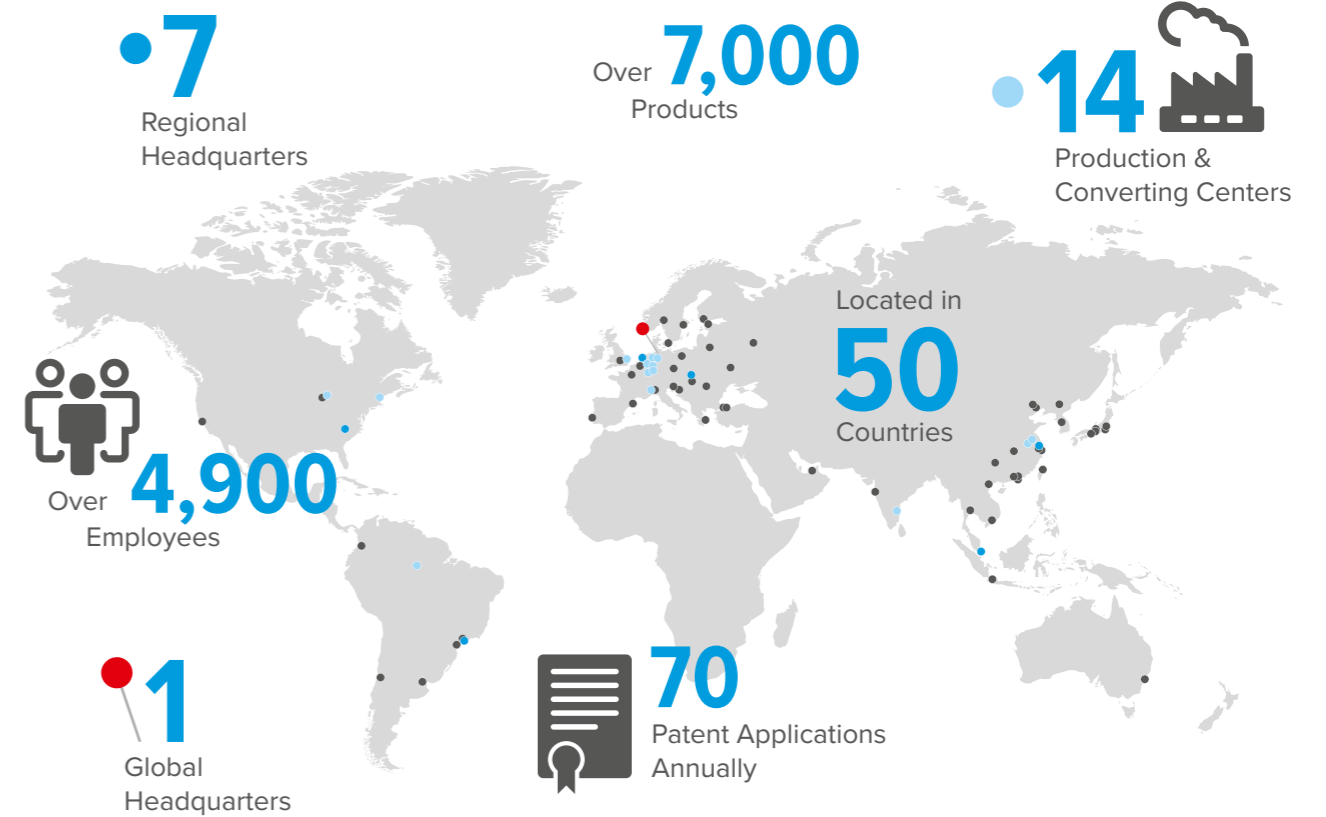 7
Regional
Headquarters
Over 7,000
Products
14
Production &
Converting Centers
Located in
50
Countries
Over 4,900
Employees
1
Global
Headquarters
70
Patent Applications
Annually